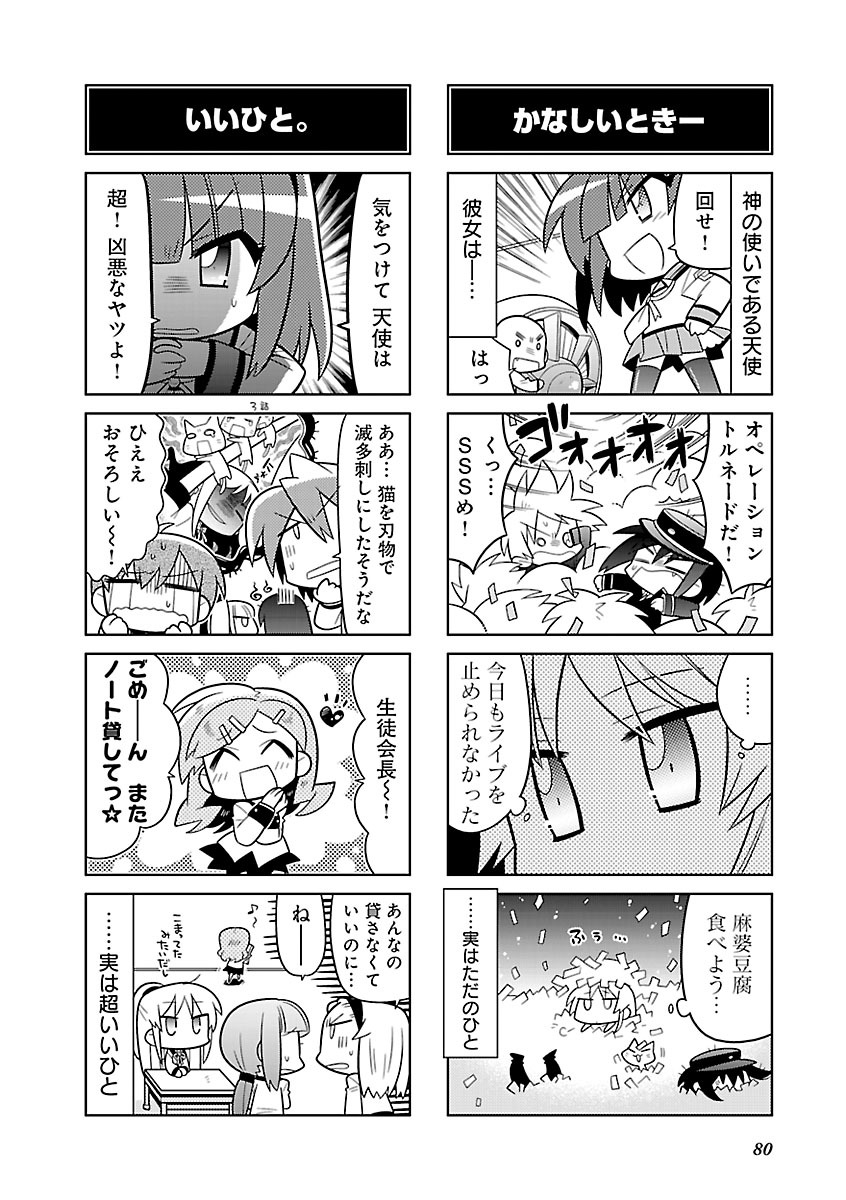 かなしいときー
神の使いである天使
回せ！
彼女は―…
はっ
オペレーション
トルネードだ！
ゴォォオオオ
くっ…
SSSめ！
……
今日もライブを
止められなかった
麻婆豆腐
食べよう…
ふぅ…
……実はただのひと
いいひと。
気をつけて 天使は
超！ 凶悪なヤツよ！
3話
ああ… 猫を刃物で
滅多刺しにしたそうだな
ひええ
おそろしい〜！
生徒会長〜！
ごめ――ん また
ノート貸してっ☆
あんなの
貸さなくて
いいのに…
ねー
♪〜
こまってた
みたいだし
……実は超いいひと
80